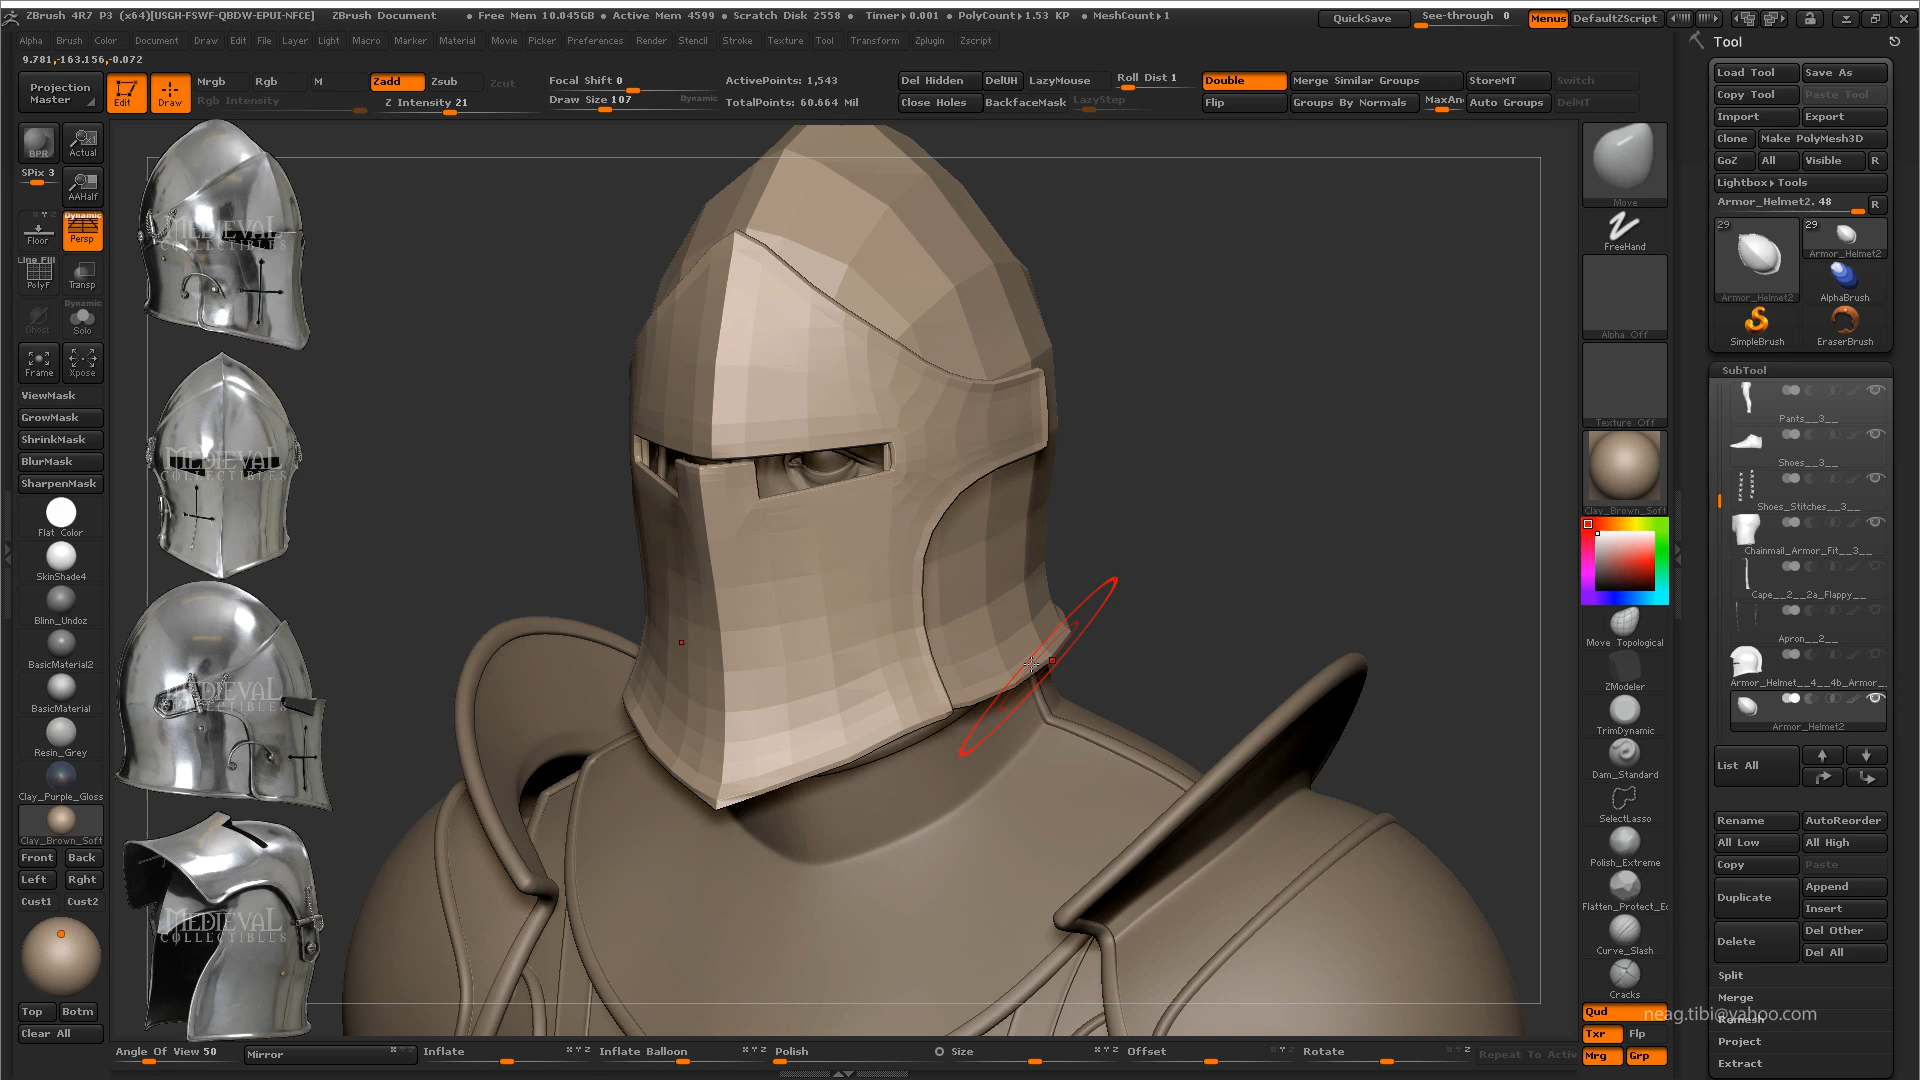 ZBrush 4R7 P3 (x64)[USGH-FSWF-QBDW-EPUI-NFCE] ZBrush Document • Free Mem 10.045GB • Active Mem 4599 • Scratch Disk 2558 • Timer▸0.001 • PolyCount▸1.53 KP • MeshCount▸1 QuickSave See-through 0 Menus DefaultZScript
Alpha Brush Color Document Draw Edit File Layer Light Macro Marker Material Movie Picker Preferences Render Stencil Stroke Texture Tool Transform Zplugin Zscript
9.781,-163.156,-0.072
Projection Master
Edit
Draw
Mrgb Rgb M Zadd Zsub Zcut
Rgb Intensity Z Intensity 21
Focal Shift 0
Draw Size 107 Dynamic
ActivePoints: 1,543
TotalPoints: 60.664 Mil
Del Hidden DelUH LazyMouse Roll Dist 1
Close Holes BackfaceMask LazyStep
Double Merge Similar Groups StoreMT Switch
Flip Groups By Normals MaxAn Auto Groups DelMT
BPR
Actual
SPix 3
AAHalf
Dynamic
Floor
Persp
Line Fill
PolyF
Transp
Dynamic
Ghost
Solo
Frame
Xpose
ViewMask
GrowMask
ShrinkMask
BlurMask
SharpenMask
Flat Color
SkinShade4
Blinn_Undoz
BasicMaterial2
BasicMaterial
Resin_Grey
Clay_Purple_Gloss
Clay_Brown_Soft
Front Back
Left Rght
Cust1 Cust2
Top Botm
Clear All
MEDIEVAL
COLLECTIBLES
MEDIEVAL
COLLECTIBLES
MEDIEVAL
COLLECTIBLES
MEDIEVAL
COLLECTIBLES
Angle Of View 50 Mirror Inflate Inflate Balloon Polish Size Offset Rotate Repeat To Activ
Move
FreeHand
Alpha Off
Texture Off
Clay_Brown_Soft
Move Topological
ZModeler
TrimDynamic
Dam_Standard
SelectLasso
Polish_Extreme
Flatten_Protect_Ec
Curve_Slash
Cracks
Qud
Txr Flp
Mrg Grp
Tool
Load Tool Save As
Copy Tool Paste Tool
Import Export
Clone Make PolyMesh3D
GoZ All Visible R
Lightbox▸Tools
Armor_Helmet2. 48 R
29
29
Armor_Helmet2
Armor_Helmet2
AlphaBrush
SimpleBrush
EraserBrush
SubTool
Pants__3__
Shoes__3__
Shoes_Stitches__3__
Chainmail_Armor_Fit__3__
Cape__2__2a_Flappy__
Apron__2__
Armor_Helmet__4__4b_Armor_
Armor_Helmet2
List All
Rename AutoReorder
All Low All High
Copy Paste
Duplicate
Append
Insert
Delete
Del Other
Del All
Split
Merge
Remesh
Project
Extract
neag.tibi@yahoo.com